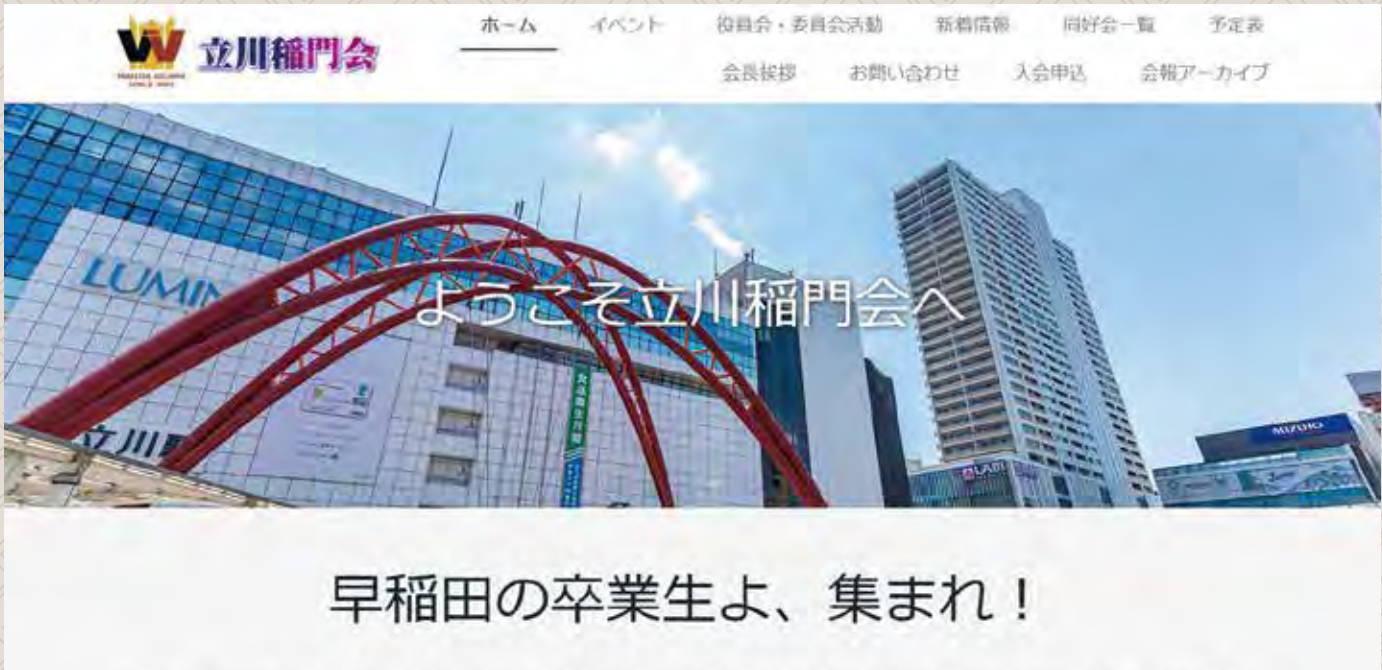 立川稲門会
ホーム イベント 役員会・委員会活動 新着情報 同好会一覧 予定表
会長挨拶 お問い合わせ 入会申込 会報アーカイブ
LUMIN
ようこそ立川稲門会へ
立川
LABI
MIZUHO
早稲田の卒業生よ、集まれ！